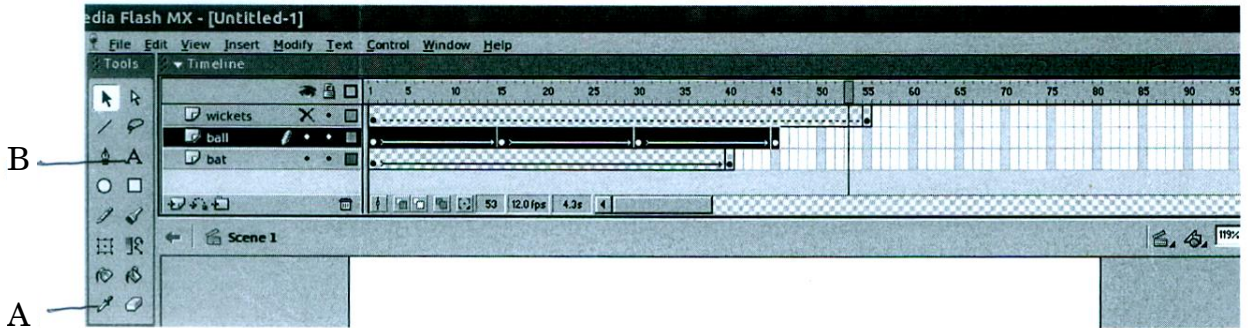 edia Flash MX - [Untitled-1]
File Edit View Insert Modify Text Control Window Help
Tools Timeline
1 5 10 15 20 25 30 35 40 45 50 55 60 65 70 75 80 85 90 95
wickets
ball
B A
bat
53 12.0 fps 4.3s
Scene 1
119%
A